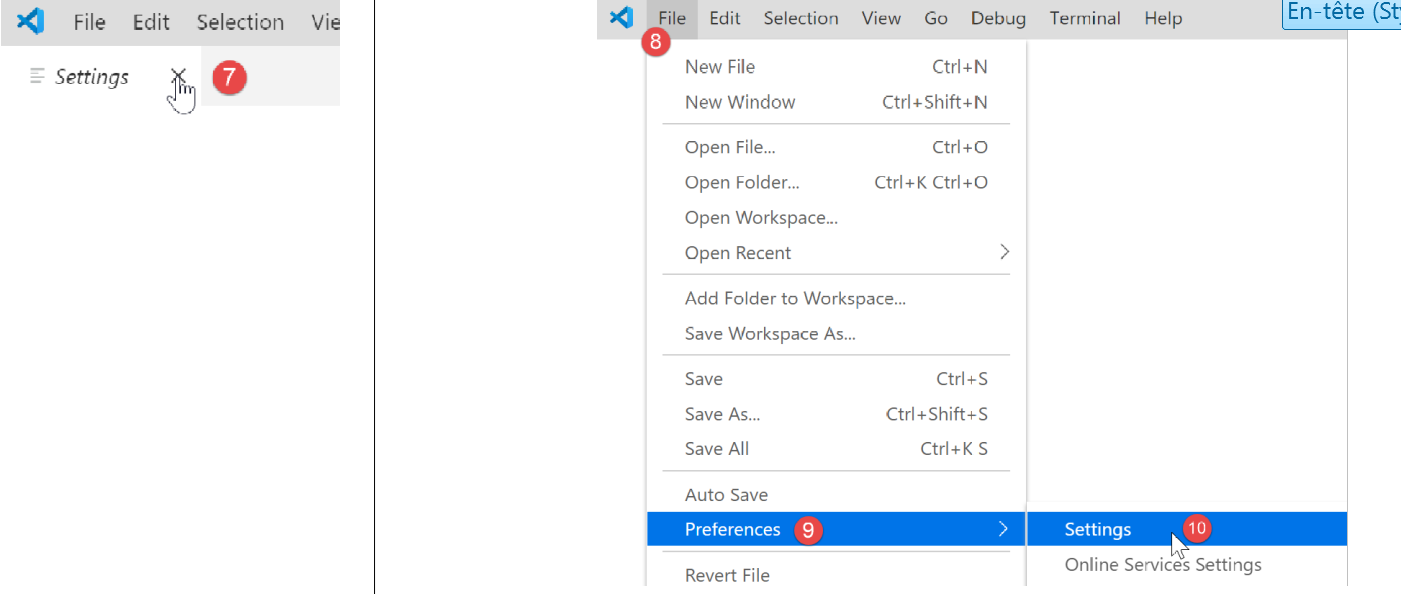 File Edit Selection Vie
Settings
7
File Edit Selection View Go Debug Terminal Help
En-tête (Sty
8
New File Ctrl+N
New Window Ctrl+Shift+N
Open File... Ctrl+O
Open Folder... Ctrl+K Ctrl+O
Open Workspace...
Open Recent
Add Folder to Workspace...
Save Workspace As...
Save Ctrl+S
Save As... Ctrl+Shift+S
Save All Ctrl+K S
Auto Save
Preferences 9
Settings 10
Online Services Settings
Revert File